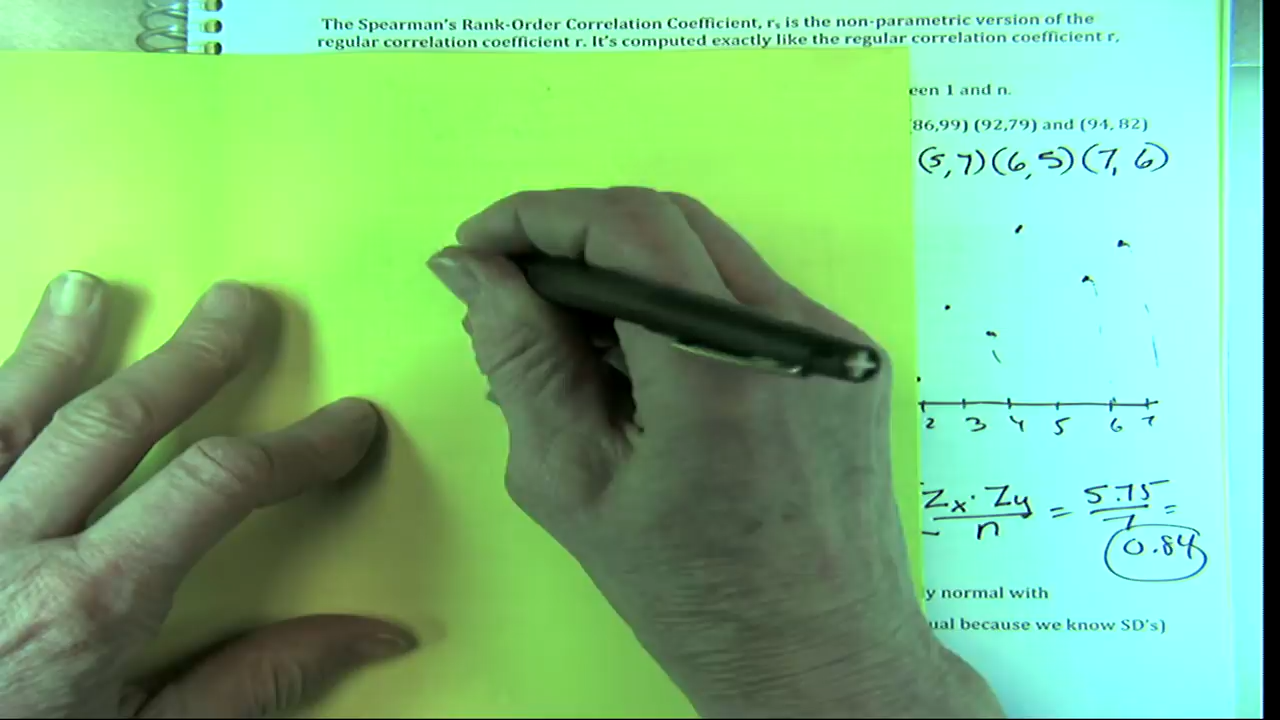 The Spearman's Rank-Order Correlation Coefficient, rₛ is the non-parametric version of the
regular correlation coefficient r. It's computed exactly like the regular correlation coefficient r,
een 1 and n.
86,99) (92,79) and (94, 82)
(5,7)(6,5)(7,6)
2 3 4 5 6 7
Zx·Zy / n = 5.75 / 7 =
0.84
y normal with
ual because we know SD's)